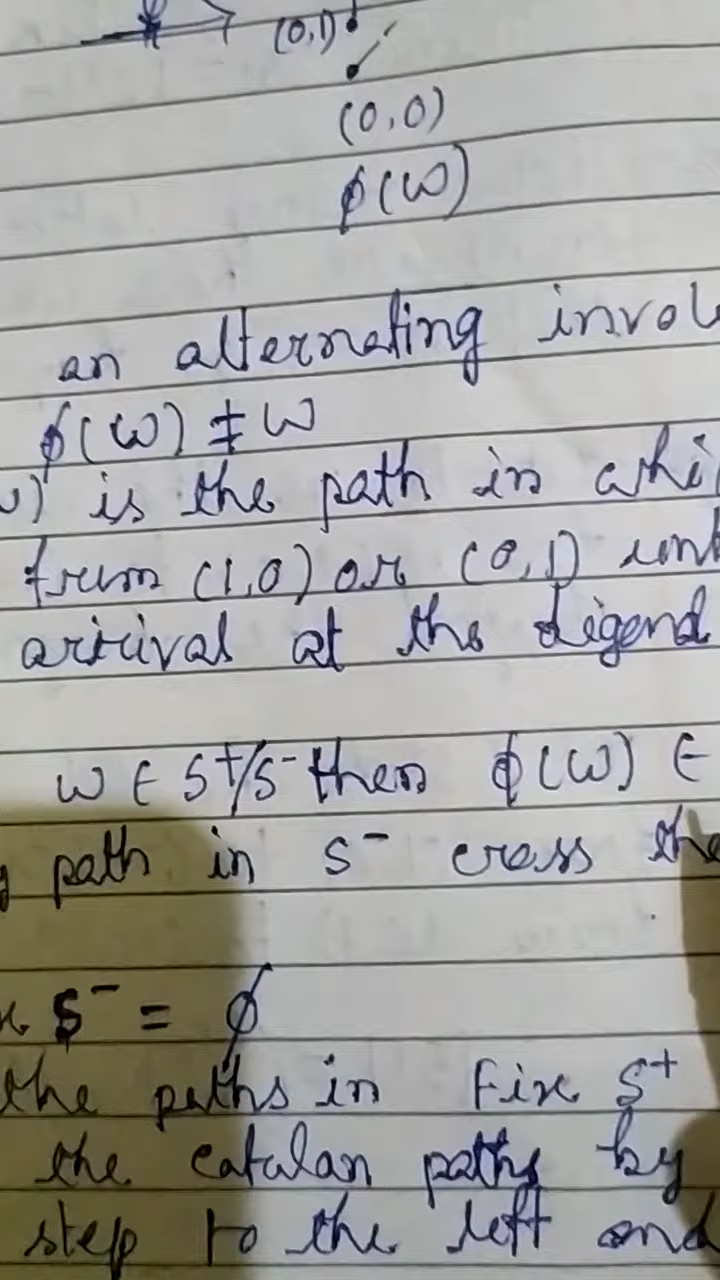 (0,1)
(0,0)
ϕ(W)
an alternating invol
ϕ(W) ≠ W
) is the path in whi
from (1,0) or (0,1) unt
arrival at the digend
W ∈ S⁺/S⁻ then ϕ(W) ∈
path in S⁻ cross the
S⁻ = ϕ
the paths in Fix S⁺
the catalan paths by
step to the left and